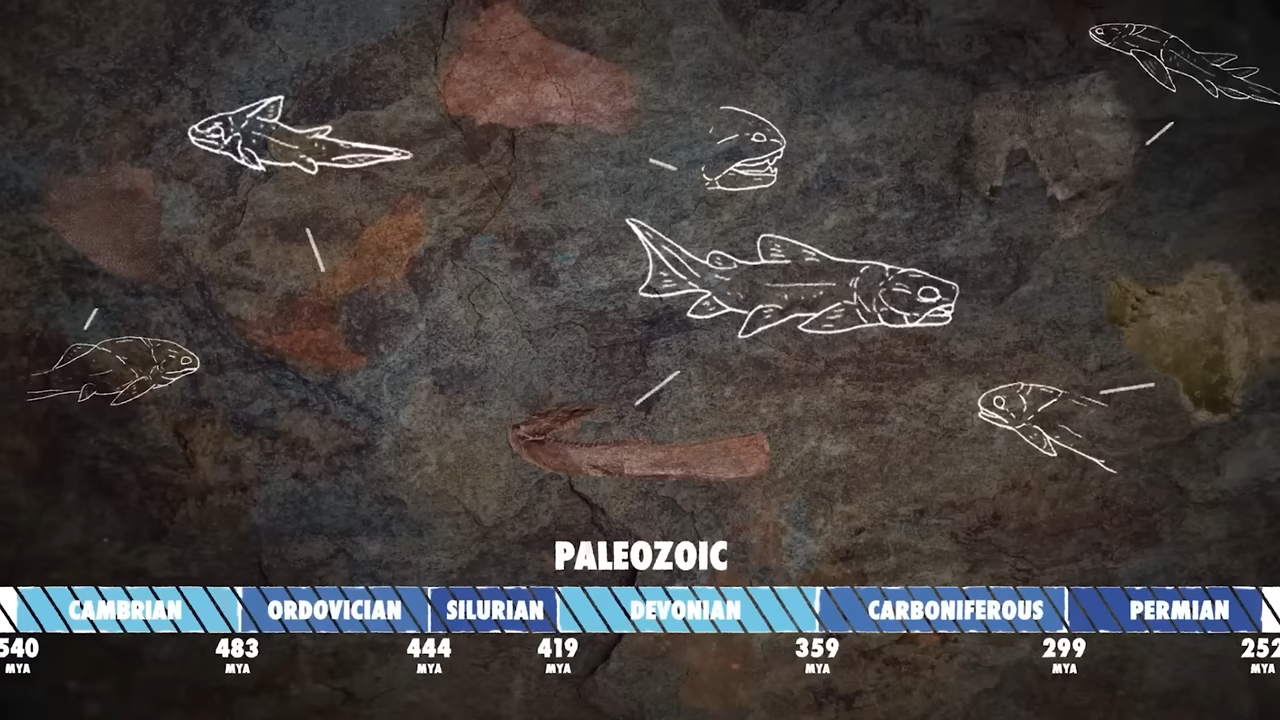 PALEOZOIC
CAMBRIAN ORDOVICIAN SILURIAN DEVONIAN CARBONIFEROUS PERMIAN
540 483 444 419 359 299 252
MYA MYA MYA MYA MYA MYA MYA